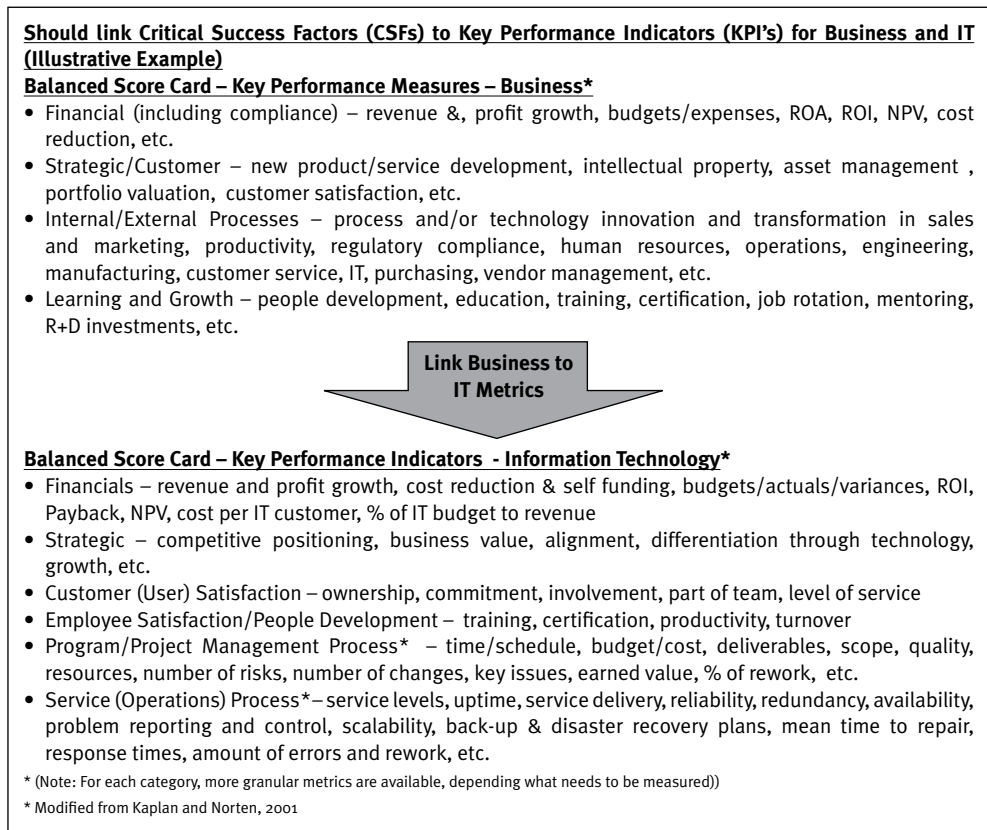 Should link Critical Success Factors (CSFs) to Key Performance Indicators (KPI's) for Business and IT
(Illustrative Example)
Balanced Score Card – Key Performance Measures – Business*
• Financial (including compliance) – revenue &, profit growth, budgets/expenses, ROA, ROI, NPV, cost
reduction, etc.
• Strategic/Customer – new product/service development, intellectual property, asset management ,
portfolio valuation, customer satisfaction, etc.
• Internal/External Processes – process and/or technology innovation and transformation in sales
and marketing, productivity, regulatory compliance, human resources, operations, engineering,
manufacturing, customer service, IT, purchasing, vendor management, etc.
• Learning and Growth – people development, education, training, certification, job rotation, mentoring,
R+D investments, etc.
Link Business to
IT Metrics
Balanced Score Card – Key Performance Indicators - Information Technology*
• Financials – revenue and profit growth, cost reduction & self funding, budgets/actuals/variances, ROI,
Payback, NPV, cost per IT customer, % of IT budget to revenue
• Strategic – competitive positioning, business value, alignment, differentiation through technology,
growth, etc.
• Customer (User) Satisfaction – ownership, commitment, involvement, part of team, level of service
• Employee Satisfaction/People Development – training, certification, productivity, turnover
• Program/Project Management Process* – time/schedule, budget/cost, deliverables, scope, quality,
resources, number of risks, number of changes, key issues, earned value, % of rework, etc.
• Service (Operations) Process*– service levels, uptime, service delivery, reliability, redundancy, availability,
problem reporting and control, scalability, back-up & disaster recovery plans, mean time to repair,
response times, amount of errors and rework, etc.
* (Note: For each category, more granular metrics are available, depending what needs to be measured))
* Modified from Kaplan and Norten, 2001